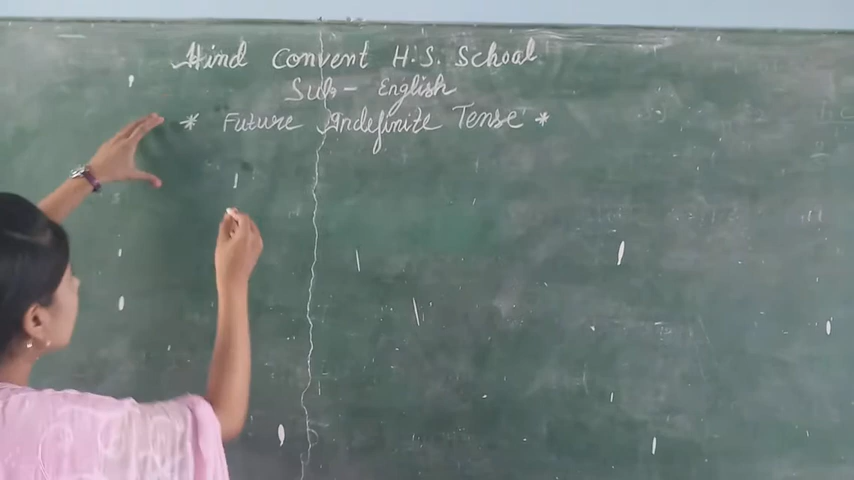 Hind Convent H.S. School
Sub - English
* Future Indefinite Tense *